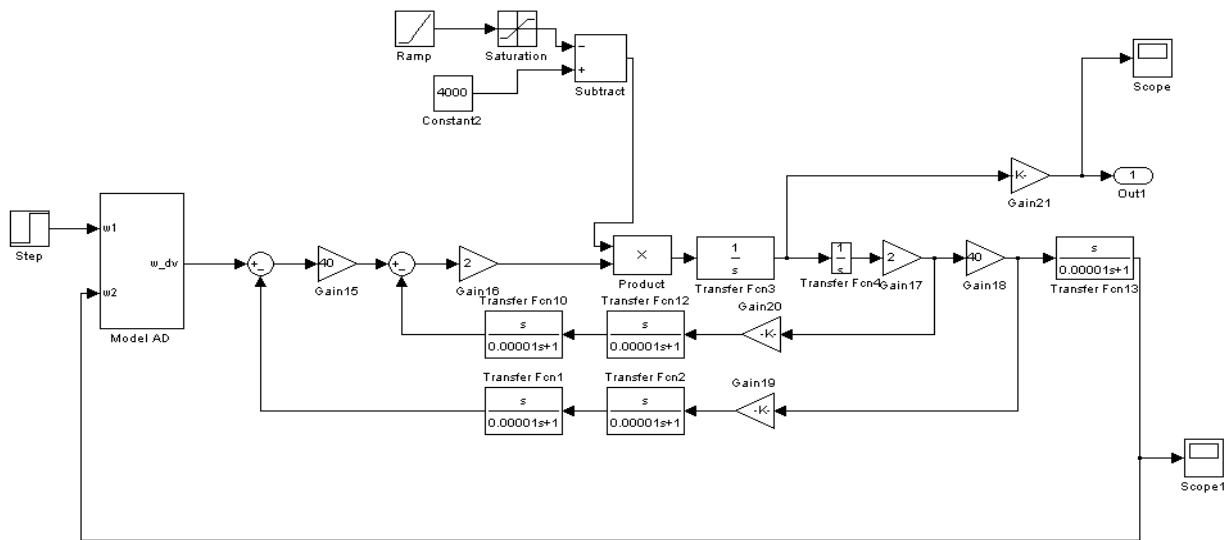 Ramp
Saturation
−
+
Subtract
4000
Constant2
Scope
K-
Gain21
1
Out1
Step
w1
w2
w_dv
Model AD
+
−
40
Gain15
+
−
2
Gain16
×
Product
1
s
Transfer Fcn3
1
s
Transfer Fcn4
2
Gain17
40
Gain18
s
0.00001s+1
Transfer Fcn13
Transfer Fcn10
s
0.00001s+1
Transfer Fcn12
s
0.00001s+1
Gain20
-K-
Transfer Fcn1
s
0.00001s+1
Transfer Fcn2
s
0.00001s+1
Gain19
-K-
Scope1